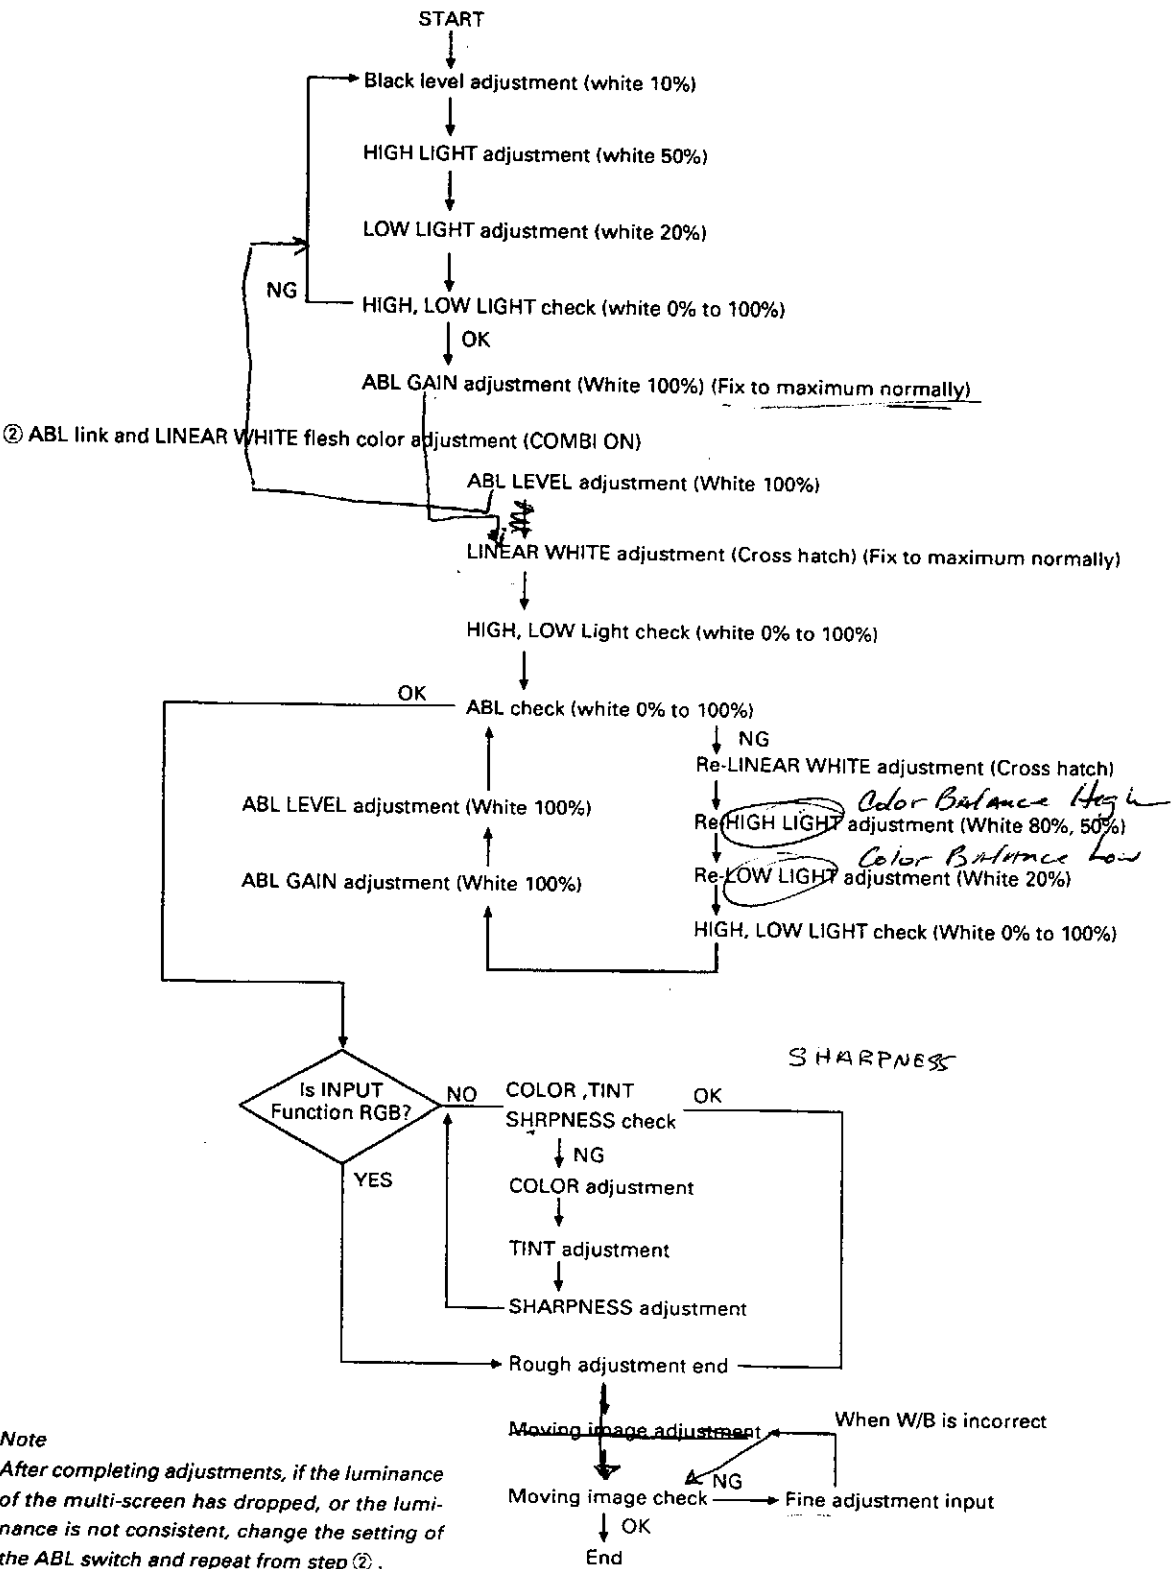 START
Black level adjustment (white 10%)
HIGH LIGHT adjustment (white 50%)
LOW LIGHT adjustment (white 20%)
NG
HIGH, LOW LIGHT check (white 0% to 100%)
OK
ABL GAIN adjustment (White 100%) (Fix to maximum normally)
② ABL link and LINEAR WHITE flesh color adjustment (COMBI ON)
ABL LEVEL adjustment (White 100%)
LINEAR WHITE adjustment (Cross hatch) (Fix to maximum normally)
HIGH, LOW Light check (white 0% to 100%)
OK
ABL check (white 0% to 100%)
NG
Re-LINEAR WHITE adjustment (Cross hatch)
Color Balance High
ABL LEVEL adjustment (White 100%)
Re-HIGH LIGHT adjustment (White 80%, 50%)
Color Balance Low
ABL GAIN adjustment (White 100%)
Re-LOW LIGHT adjustment (White 20%)
HIGH, LOW LIGHT check (White 0% to 100%)
SHARPNESS
Is INPUT
Function RGB?
NO
COLOR ,TINT
SHRPNESS check
OK
NG
YES
COLOR adjustment
TINT adjustment
SHARPNESS adjustment
Rough adjustment end
Moving image adjustment
When W/B is incorrect
NG
Moving image check
Fine adjustment input
OK
End
Note
After completing adjustments, if the luminance
of the multi-screen has dropped, or the lumi-
nance is not consistent, change the setting of
the ABL switch and repeat from step ②.